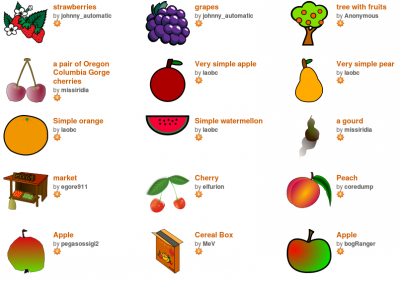 strawberries
by johnny_automatic
grapes
by johnny_automatic
tree with fruits
by Anonymous
a pair of Oregon
Columbia Gorge
cherries
by missiridia
Very simple apple
by laobc
Very simple pear
by laobc
Simple orange
by laobc
Simple watermellon
by laobc
a gourd
by missiridia
market
by egore911
Cherry
by elfurion
Peach
by coredump
Apple
by pegasossigi2
Cereal Box
by MeV
Apple
by bogRanger